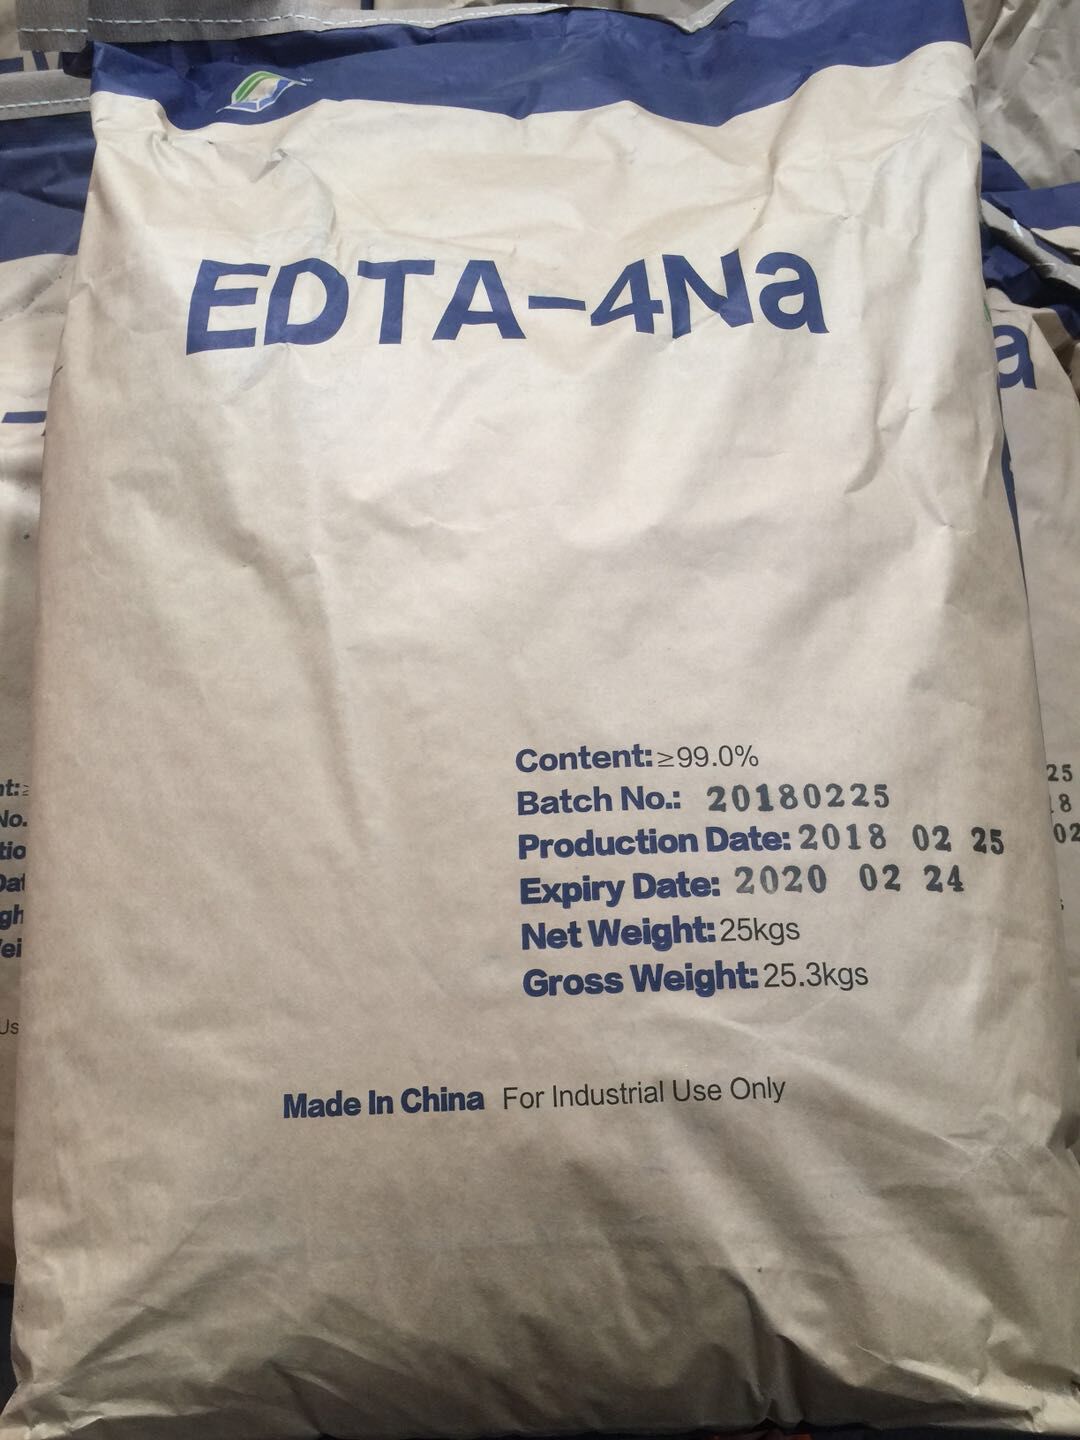 EDTA-4Na
Content: ≥99.0%
Batch No.: 20180225
Production Date: 2018 02 25
Expiry Date: 2020 02 24
Net Weight: 25kgs
Gross Weight: 25.3kgs
Made In China For Industrial Use Only